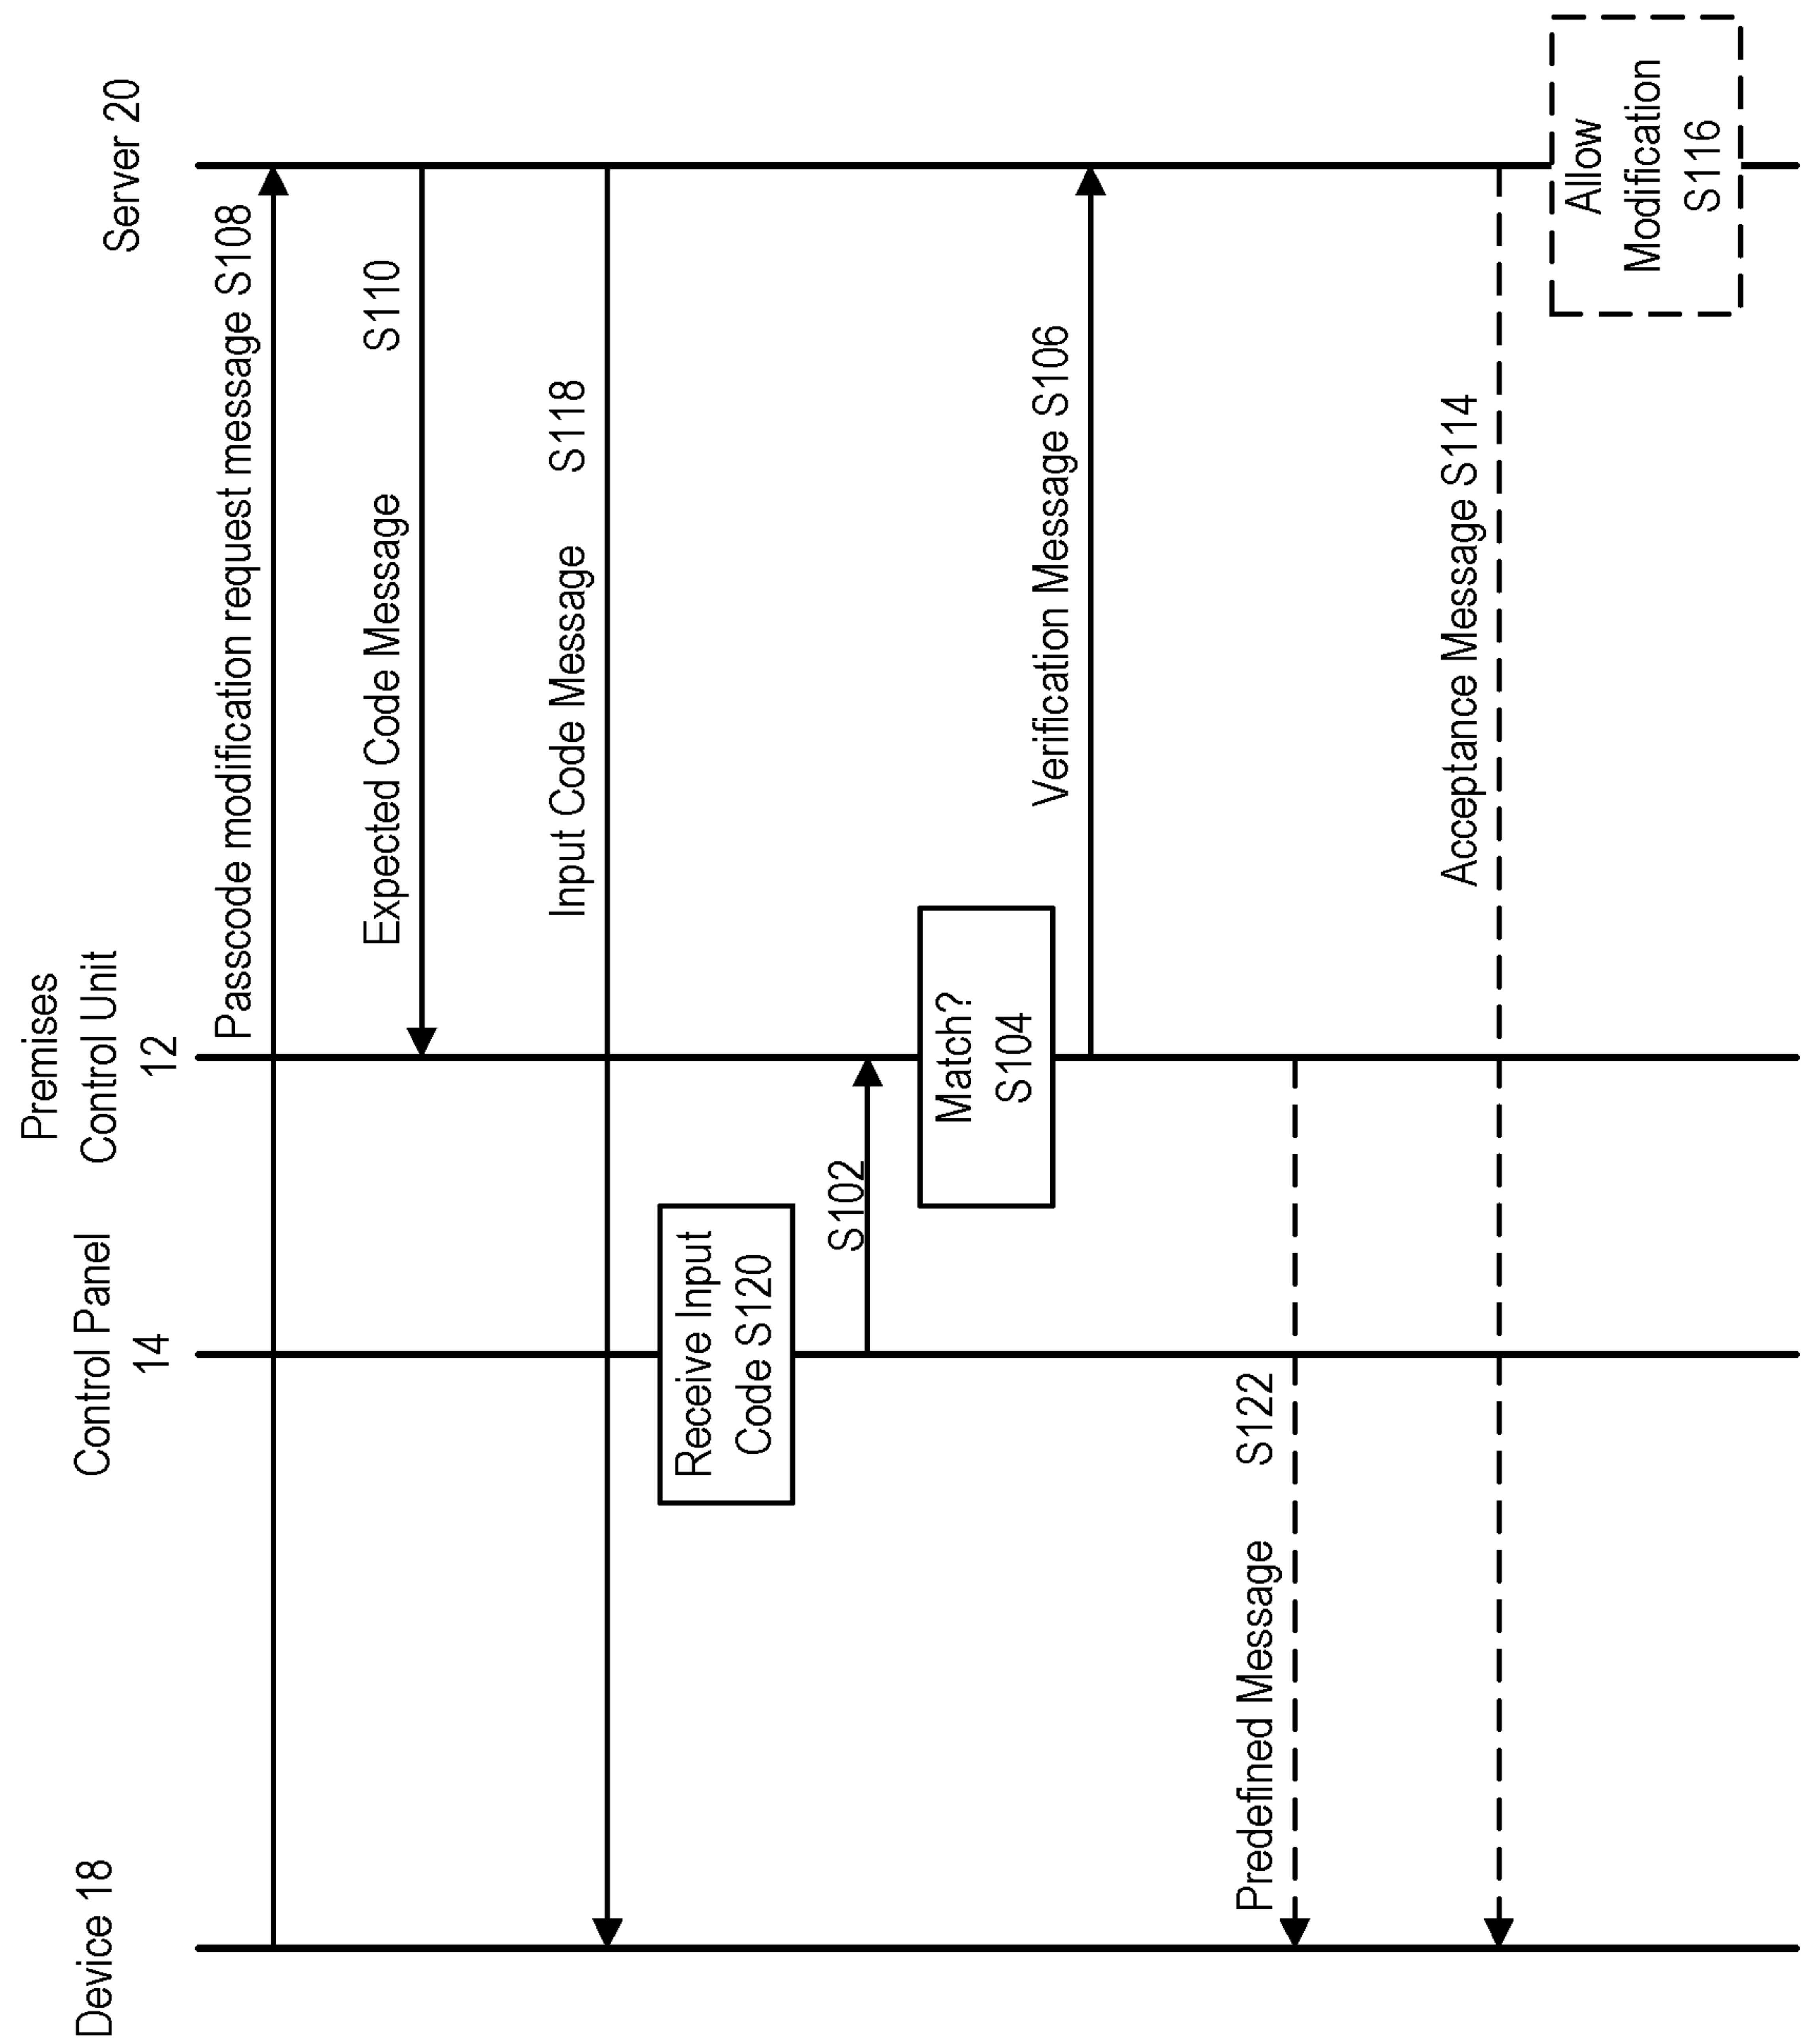 Device 18
Control Panel
14
Premises
Control Unit
12
Server 20
Passcode modification request message S108
Expected Code Message S110
Input Code Message S118
Receive Input
Code S120
S102
Match?
S104
Verification Message S106
Predefined Message S122
Acceptance Message S114
Allow
Modification
S116